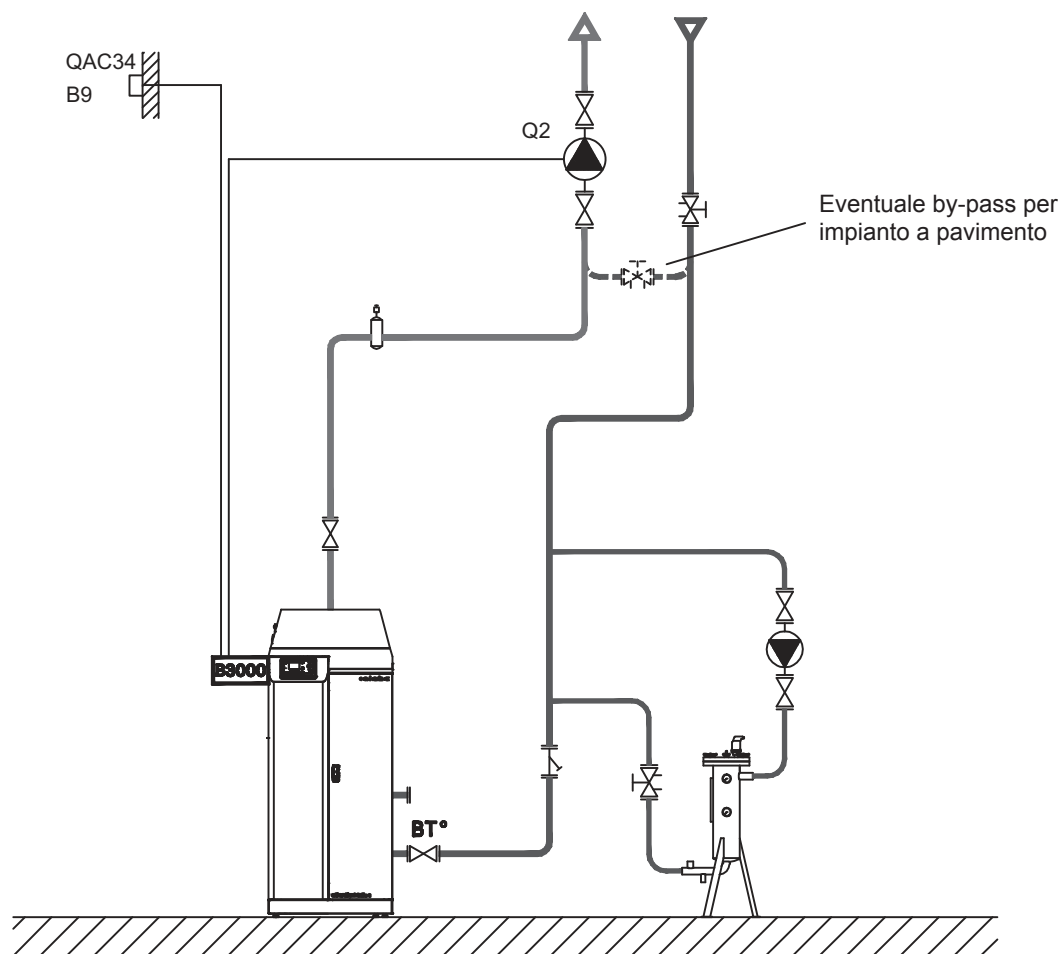 QAC34
B9
Q2
Eventuale by-pass per
impianto a pavimento
B3000
BT°